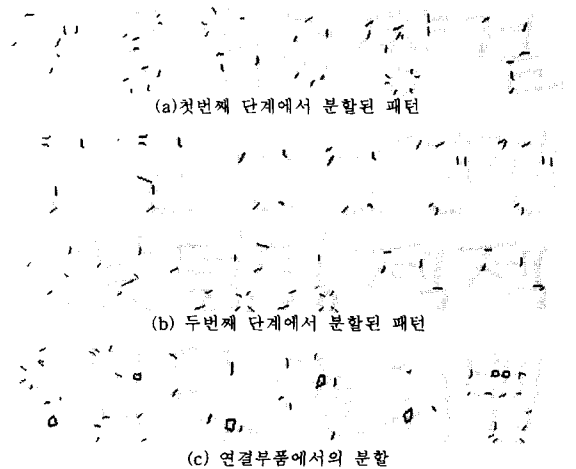 (a)첫번째 단계에서 분할된 패턴
(b) 두번째 단계에서 분할된 패턴
(c) 연결부품에서의 분할